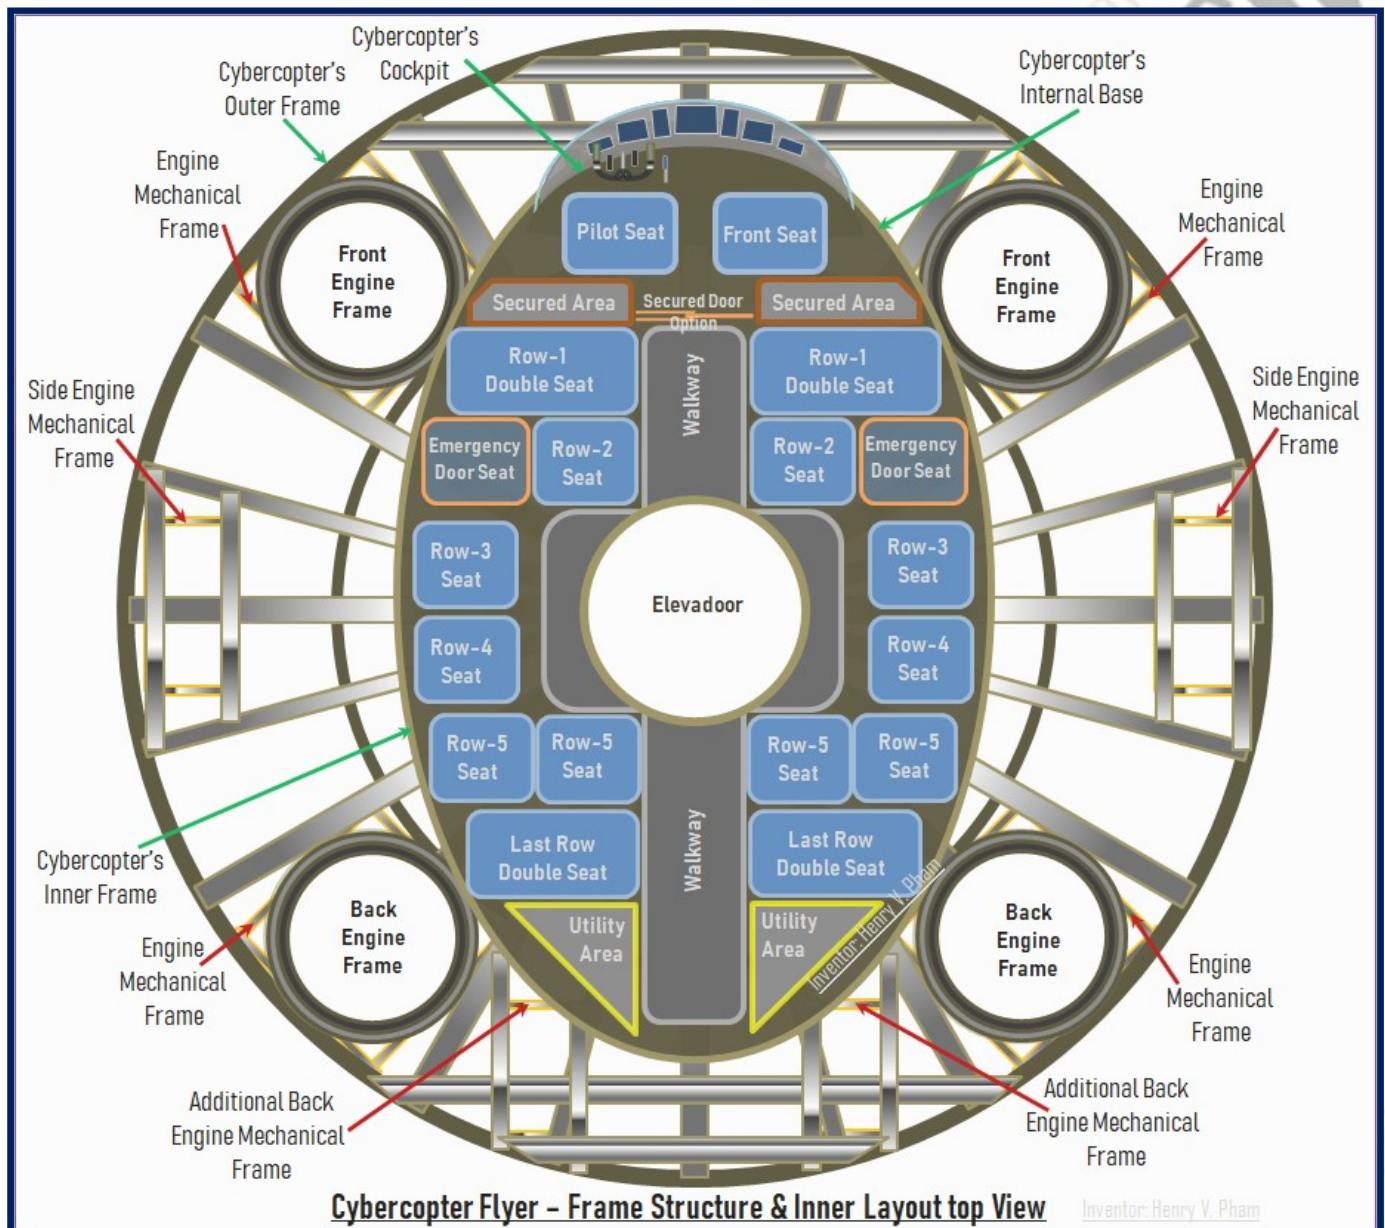 Cybercopter's
Cockpit
Cybercopter's
Outer Frame
Cybercopter's
Internal Base
Engine
Mechanical
Frame
Engine
Mechanical
Frame
Front
Engine
Frame
Pilot Seat
Front Seat
Front
Engine
Frame
Secured Area
Secured Door
Option
Secured Area
Row-1
Double Seat
Walkway
Row-1
Double Seat
Side Engine
Mechanical
Frame
Side Engine
Mechanical
Frame
Emergency
Door Seat
Row-2
Seat
Row-2
Seat
Emergency
Door Seat
Row-3
Seat
Row-3
Seat
Elevadoor
Row-4
Seat
Row-4
Seat
Row-5
Seat
Row-5
Seat
Row-5
Seat
Row-5
Seat
Cybercopter's
Inner Frame
Last Row
Double Seat
Walkway
Last Row
Double Seat
Inventor: Henry V. Pham
Back
Engine
Frame
Utility
Area
Utility
Area
Back
Engine
Frame
Engine
Mechanical
Frame
Engine
Mechanical
Frame
Additional Back
Engine Mechanical
Frame
Additional Back
Engine Mechanical
Frame
Cybercopter Flyer – Frame Structure & Inner Layout top View
Inventor: Henry V. Pham